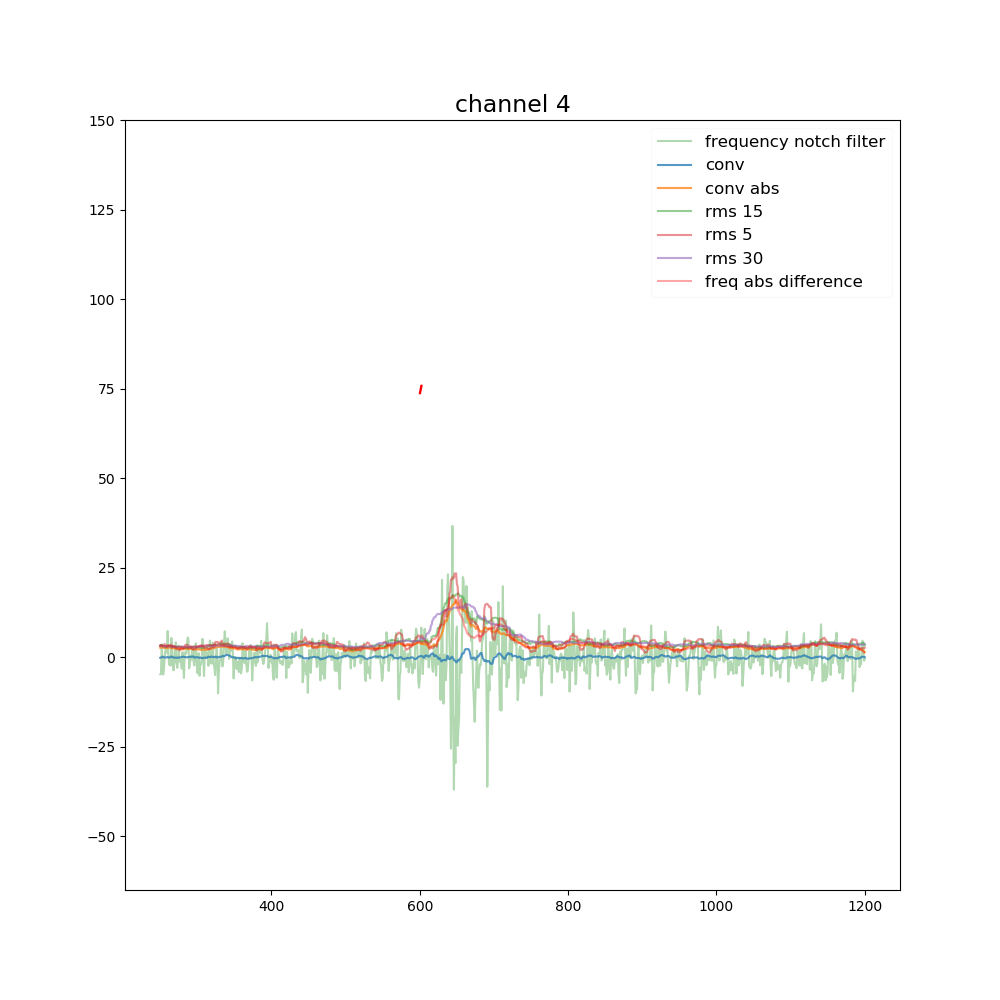 channel 4
150
125
100
75
50
25
0
−25
−50
400 600 800 1000 1200
frequency notch filter
conv
conv abs
rms 15
rms 5
rms 30
freq abs difference